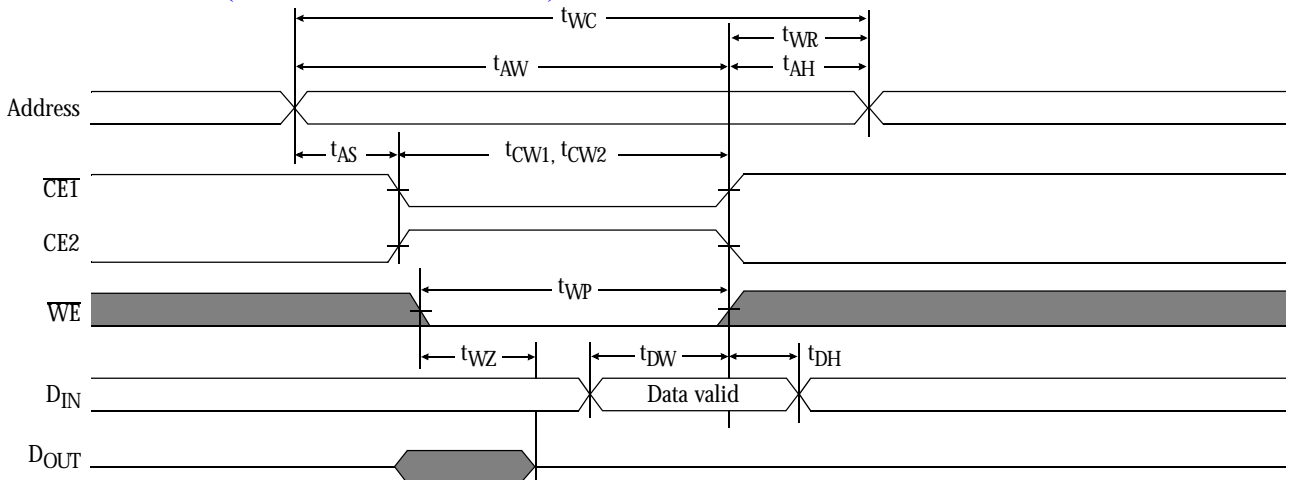 tWC
tWR
tAW
tAH
Address
tAS
tCW1, tCW2
CE1
CE2
tWP
WE
tWZ
tDW
tDH
DIN
Data valid
DOUT